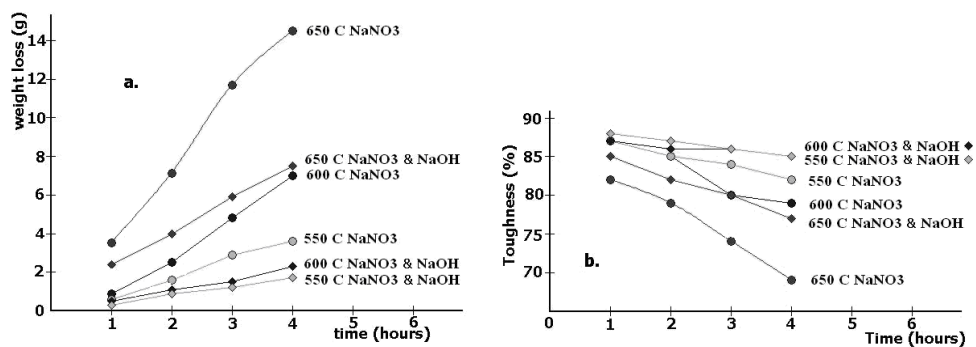 weight loss (g)
14
12
10
8
6
4
2
0
a.
650 C NaNO3
650 C NaNO3 & NaOH
600 C NaNO3
550 C NaNO3
600 C NaNO3 & NaOH
550 C NaNO3 & NaOH
1 2 3 4 5 6
time (hours)
Toughness (%)
90
85
80
75
70
b.
600 C NaNO3 & NaOH
550 C NaNO3 & NaOH
550 C NaNO3
600 C NaNO3
650 C NaNO3 & NaOH
650 C NaNO3
0 1 2 3 4 5 6
Time (hours)